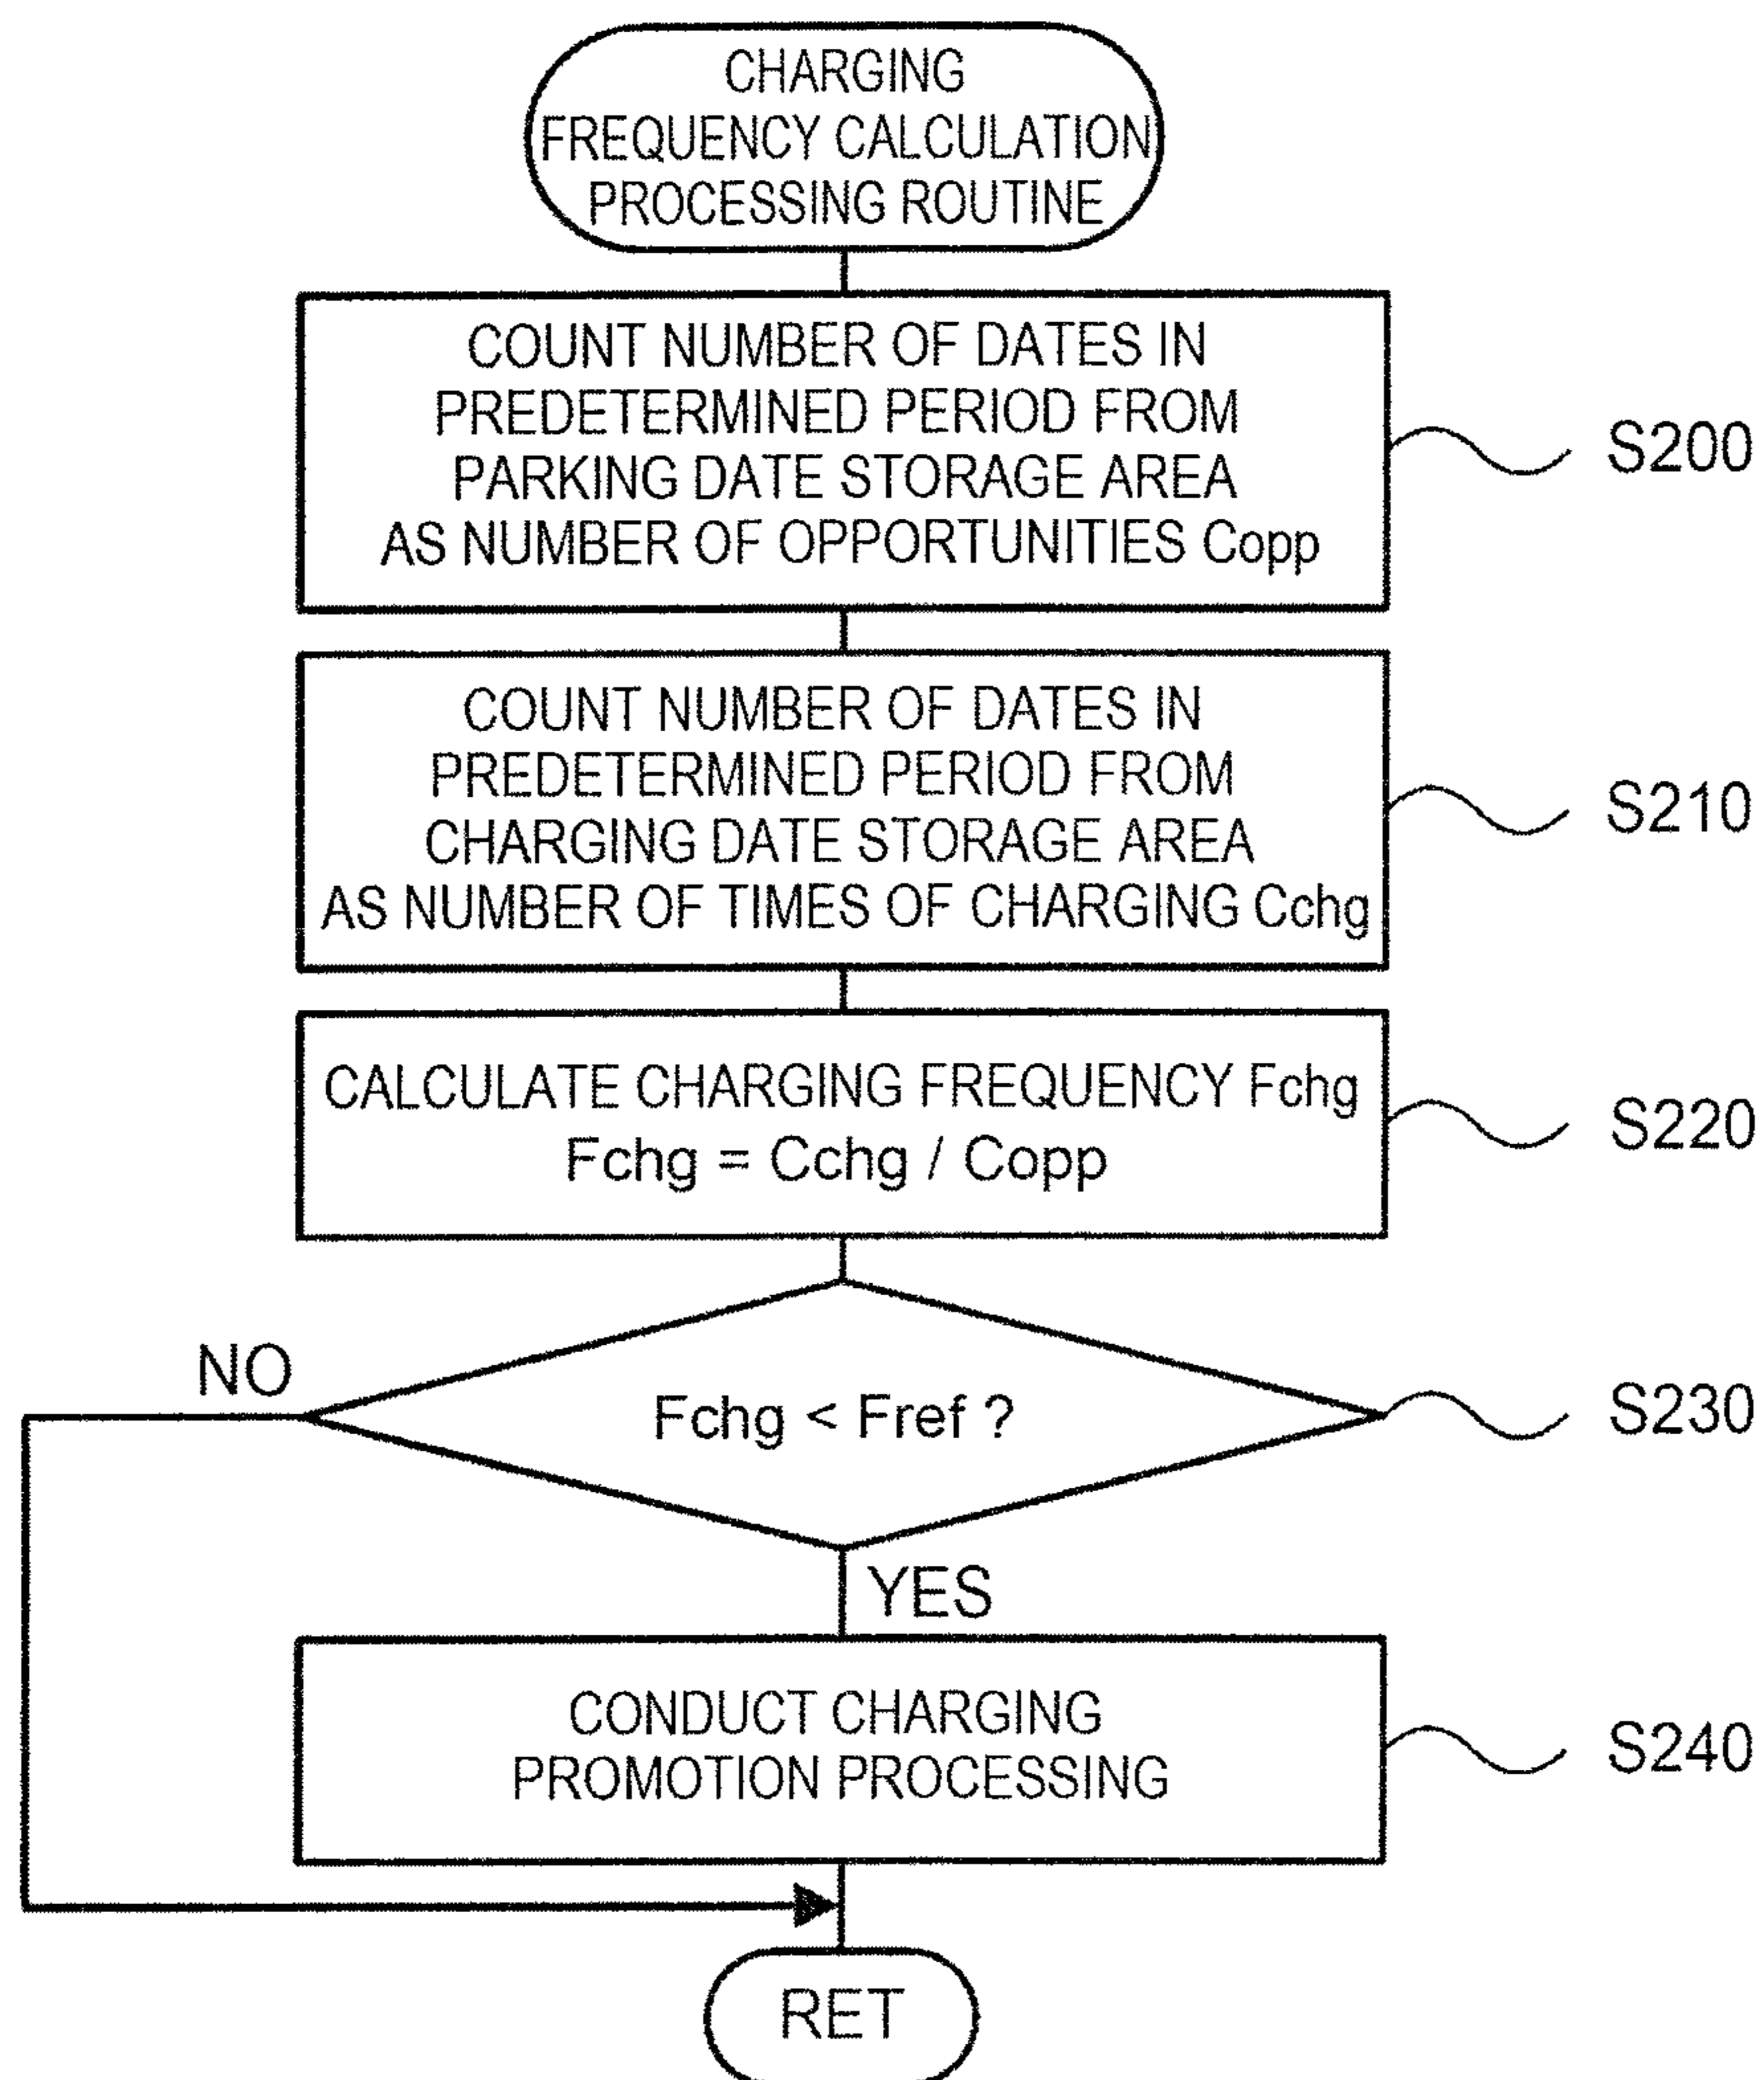 CHARGING
FREQUENCY CALCULATION
PROCESSING ROUTINE
COUNT NUMBER OF DATES IN
PREDETERMINED PERIOD FROM
PARKING DATE STORAGE AREA
AS NUMBER OF OPPORTUNITIES Copp
S200
COUNT NUMBER OF DATES IN
PREDETERMINED PERIOD FROM
CHARGING DATE STORAGE AREA
AS NUMBER OF TIMES OF CHARGING Cchg
S210
CALCULATE CHARGING FREQUENCY Fchg
Fchg = Cchg / Copp
S220
NO
Fchg < Fref ?
S230
YES
CONDUCT CHARGING
PROMOTION PROCESSING
S240
RET